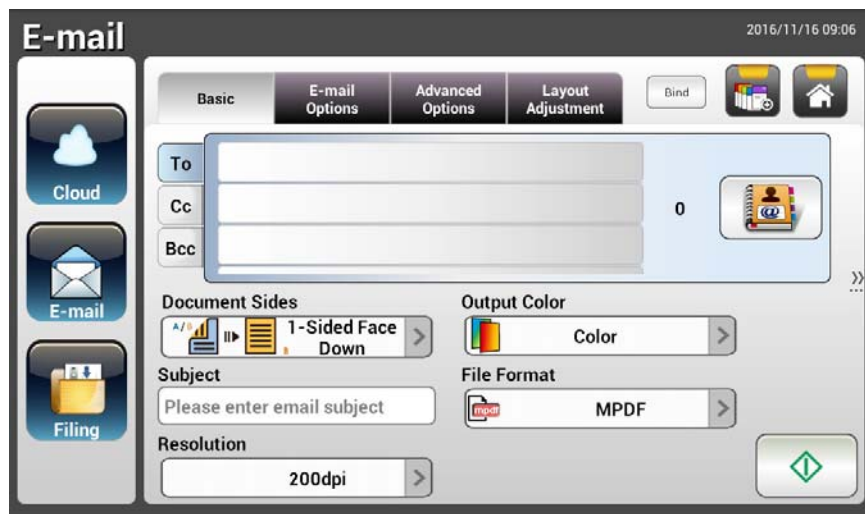 E-mail
2016/11/16 09:06
Basic
E-mail
Options
Advanced
Options
Layout
Adjustment
Bind
Cloud
E-mail
Filing
To
Cc
Bcc
0
@
Document Sides
A/B
1-Sided Face
Down
Output Color
Color
Subject
Please enter email subject
File Format
mpdf
MPDF
Resolution
200dpi